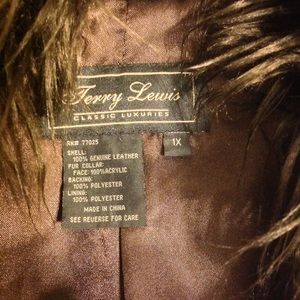 Terry Lewis
CLASSIC LUXURIES
1X
RN# 77025
SHELL:
100% GENUINE LEATHER
FUR COLLAR:
FACE: 100% ACRYLIC
BACKING:
100% POLYESTER
LINING:
100% POLYESTER
MADE IN CHINA
SEE REVERSE FOR CARE